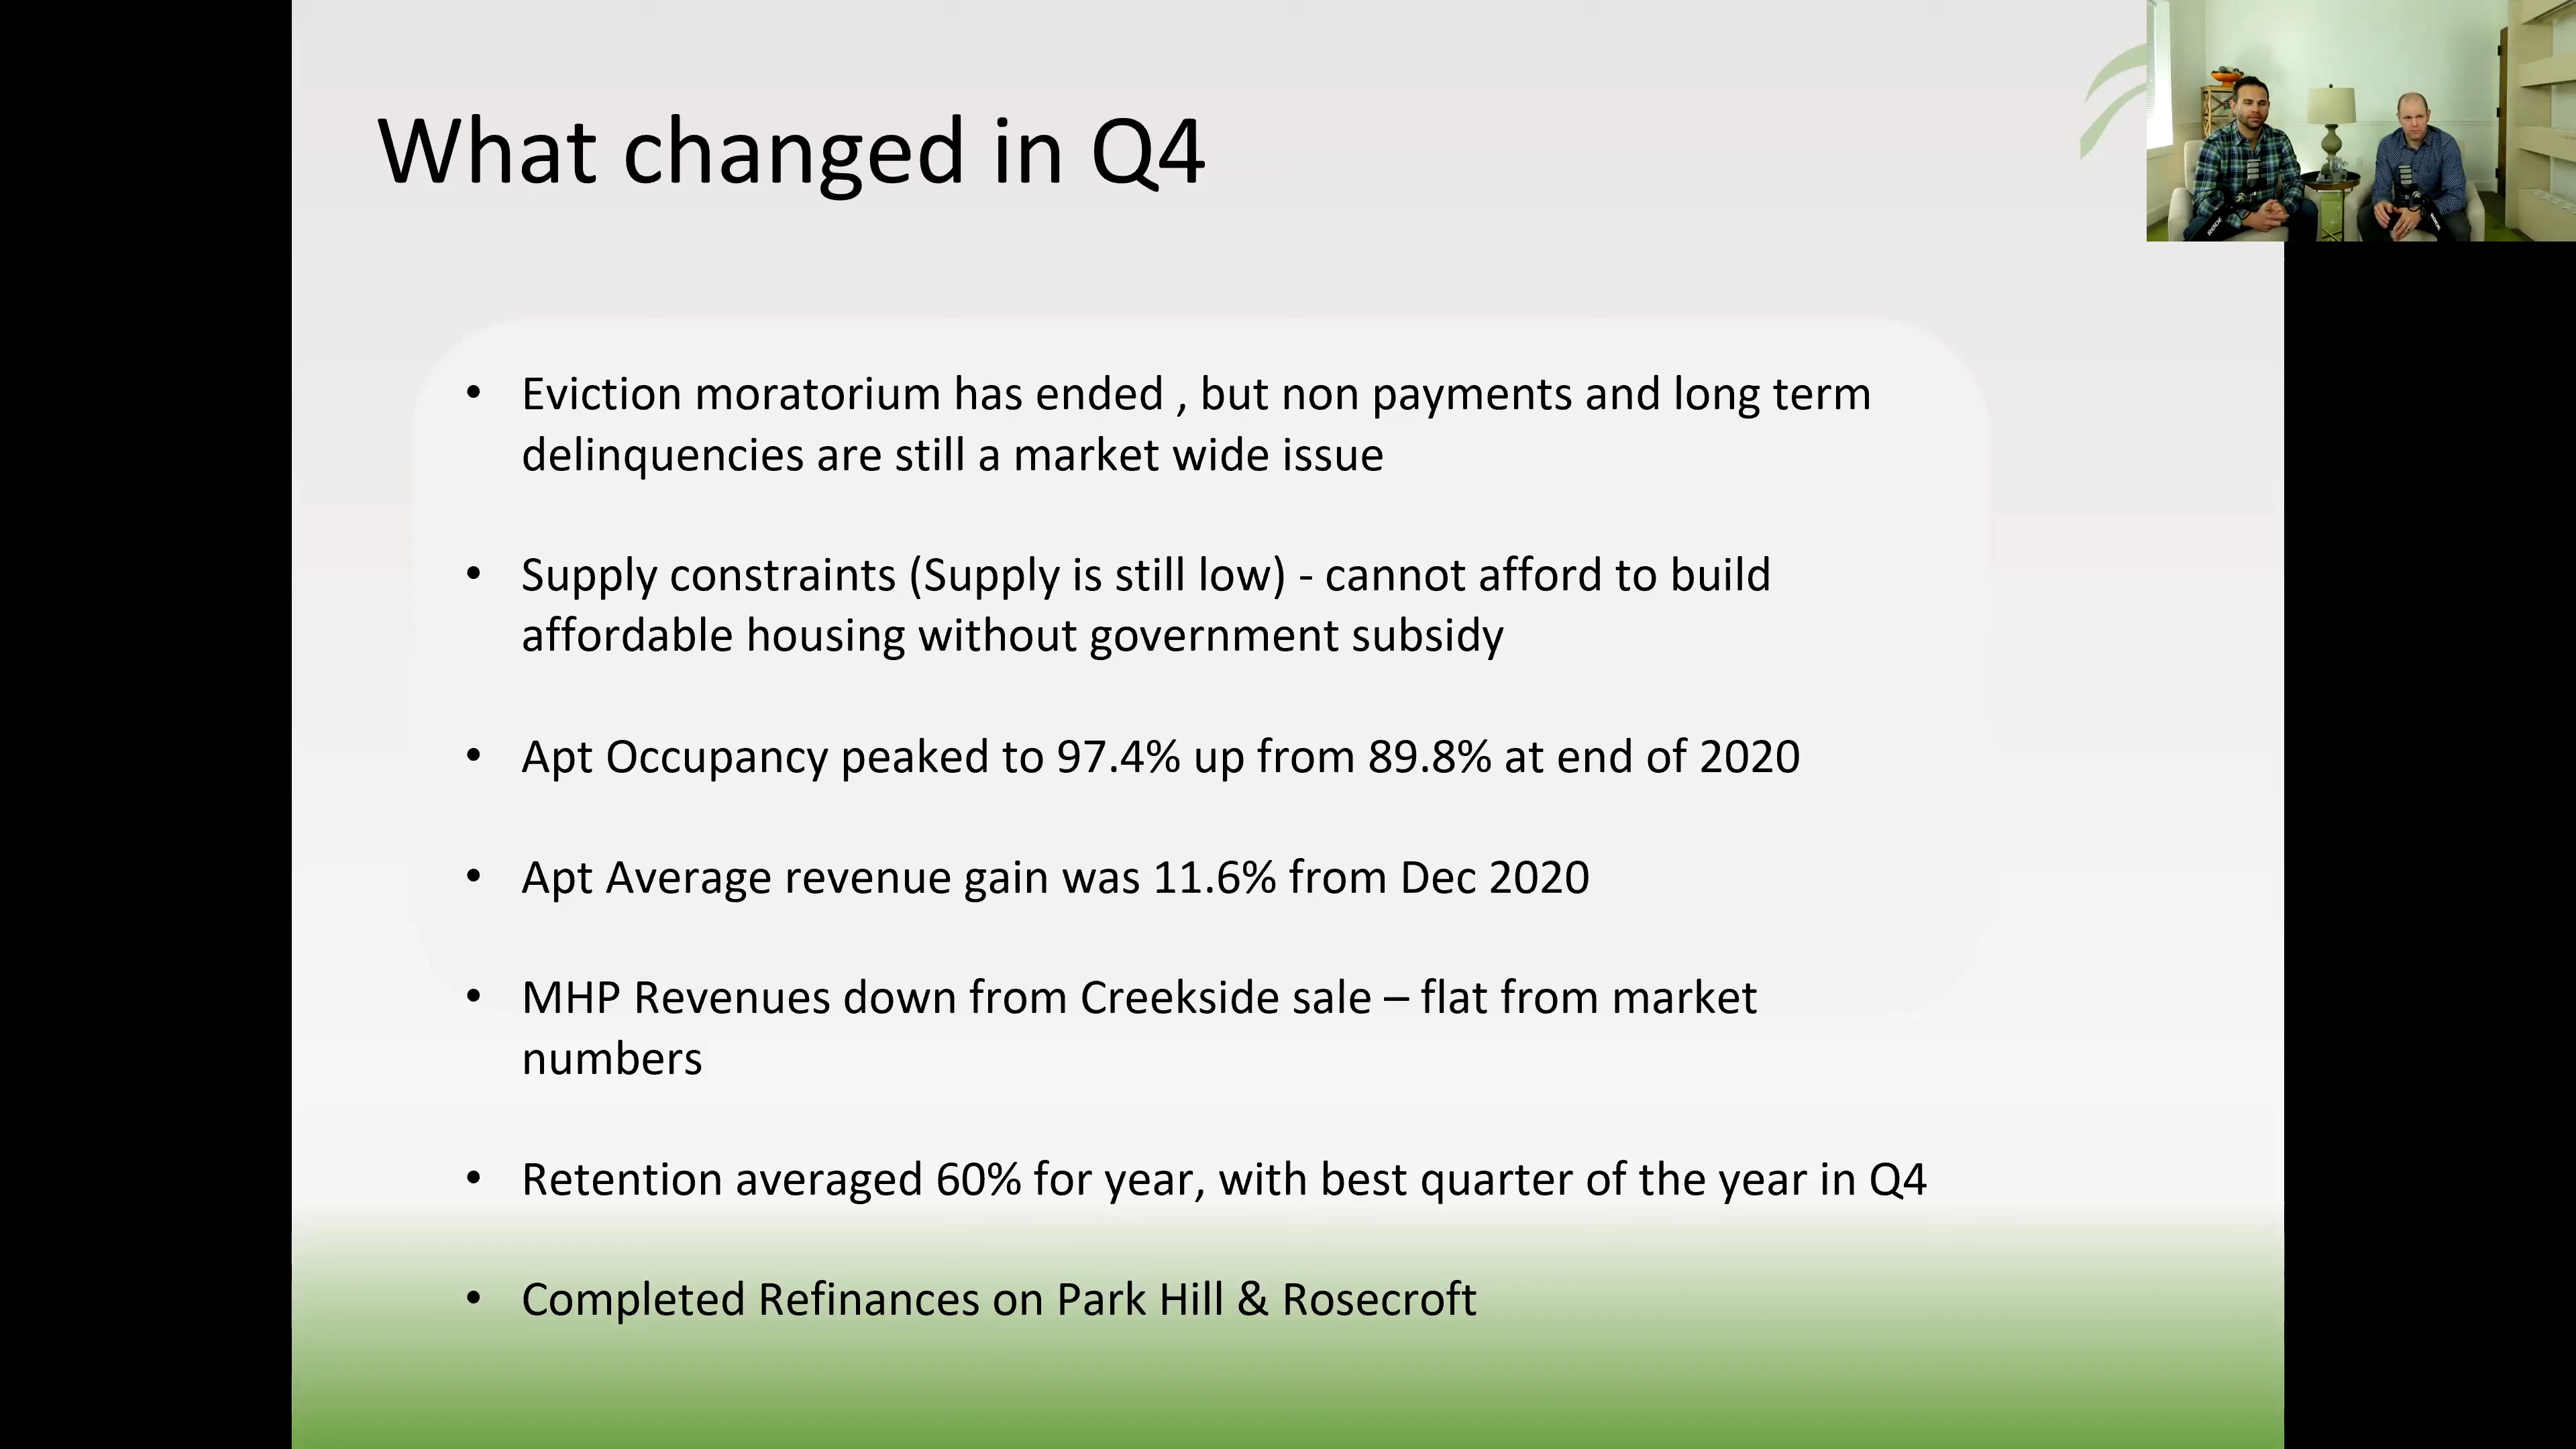 What changed in Q4
• Eviction moratorium has ended , but non payments and long term
delinquencies are still a market wide issue
• Supply constraints (Supply is still low) - cannot afford to build
affordable housing without government subsidy
• Apt Occupancy peaked to 97.4% up from 89.8% at end of 2020
• Apt Average revenue gain was 11.6% from Dec 2020
• MHP Revenues down from Creekside sale – flat from market
numbers
• Retention averaged 60% for year, with best quarter of the year in Q4
• Completed Refinances on Park Hill & Rosecroft